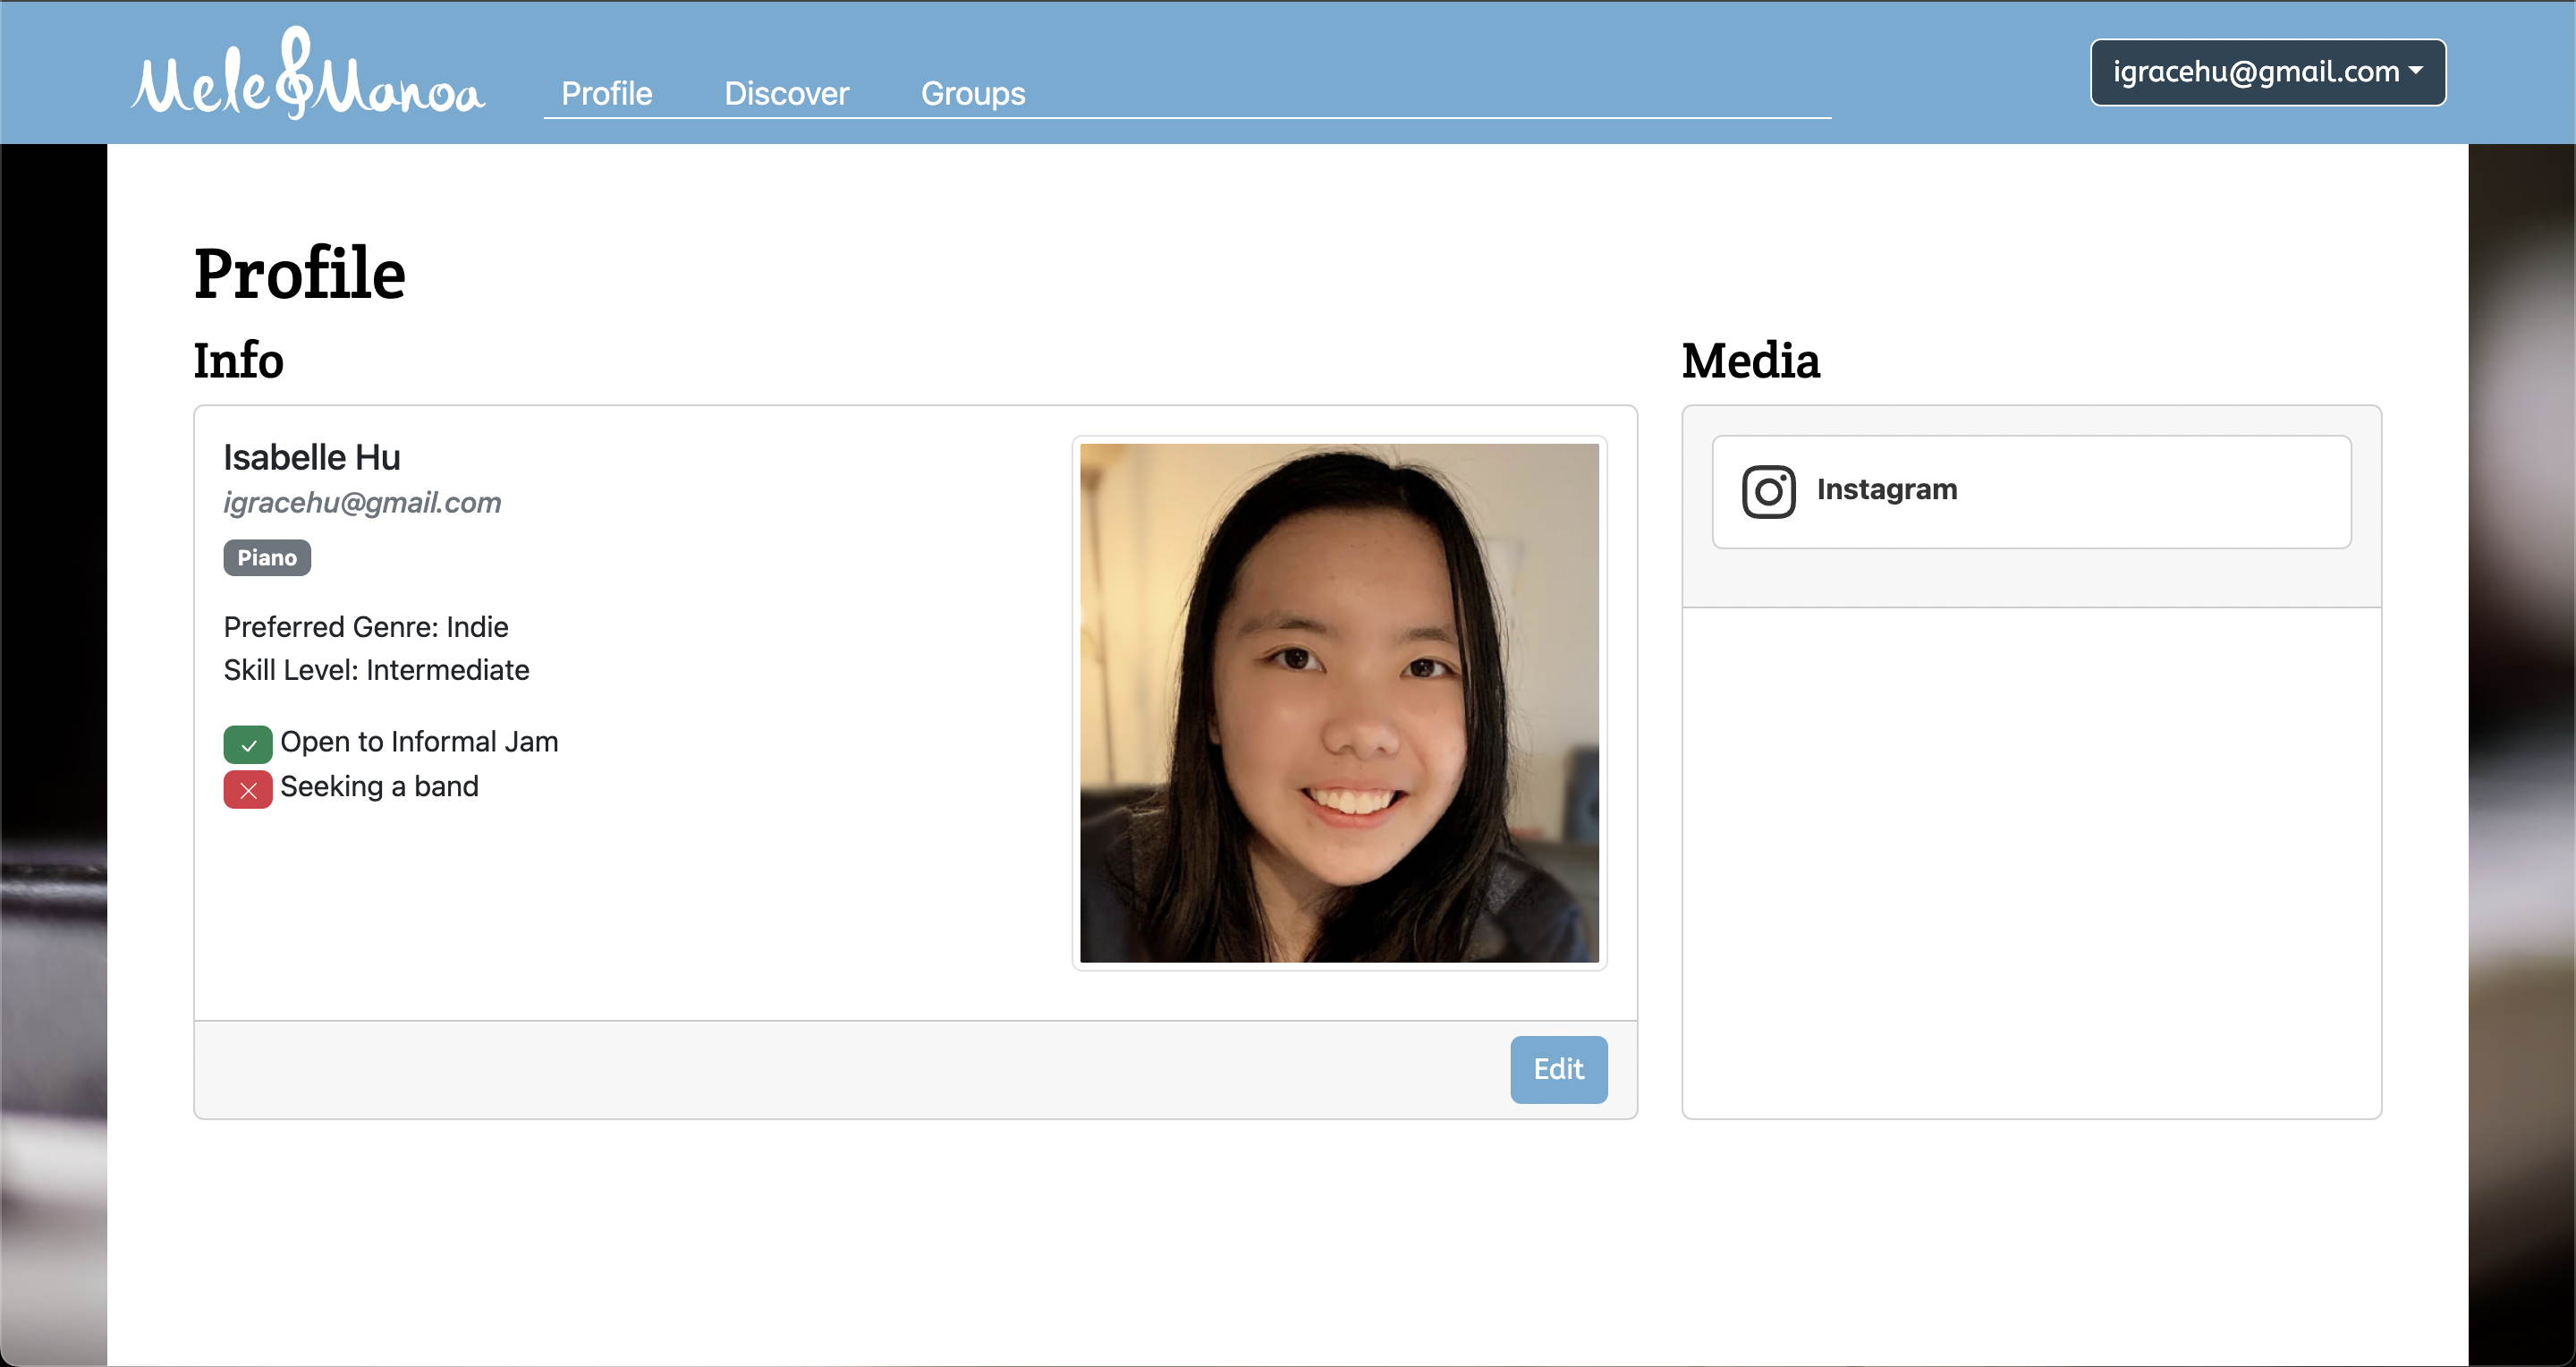 Mele Manoa
Profile Discover Groups
igracehu@gmail.com
Profile
Info
Isabelle Hu
igracehu@gmail.com
Piano
Preferred Genre: Indie
Skill Level: Intermediate
Open to Informal Jam
Seeking a band
Edit
Media
Instagram